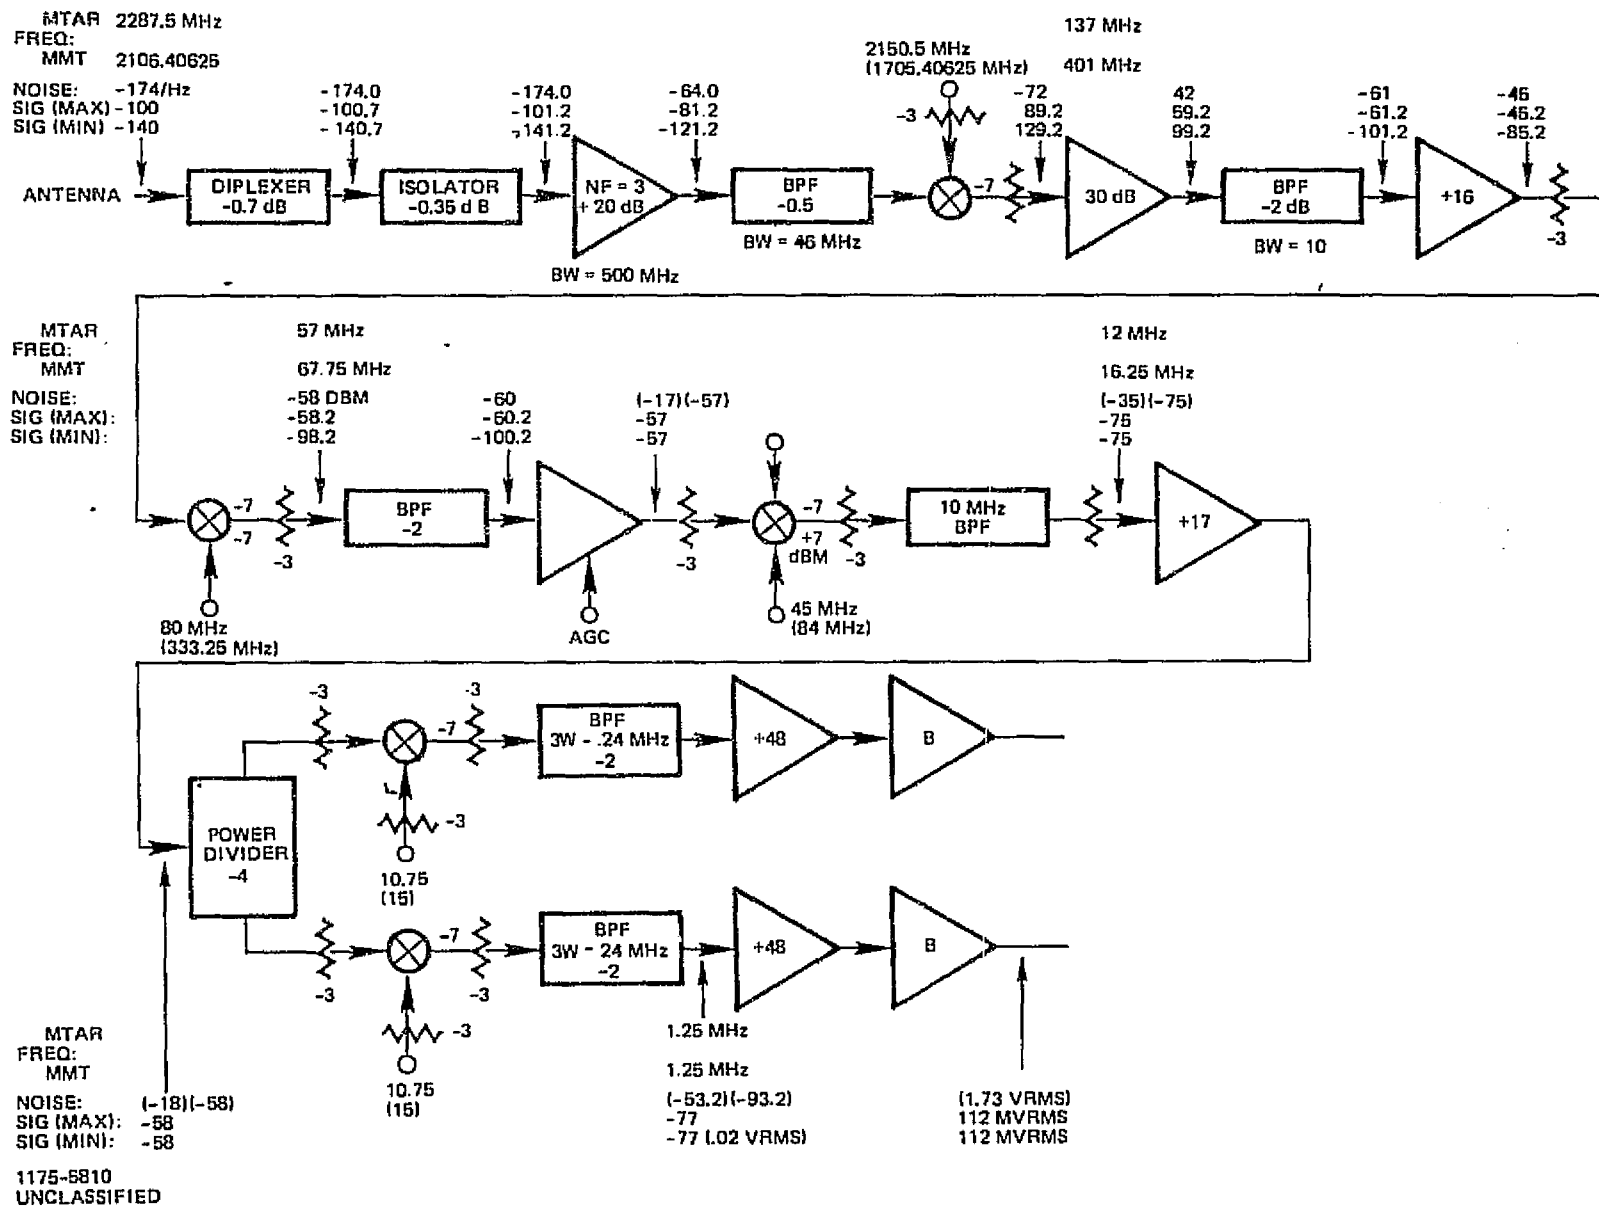 MTAR 2287.5 MHz
FREQ:
MMT 2106.40625
NOISE: -174/Hz
SIG (MAX) -100
SIG (MIN) -140
-174.0
-100.7
-140.7
-174.0
-101.2
-141.2
-64.0
-81.2
-121.2
2150.5 MHz
(1705.40625 MHz)
-3
137 MHz
401 MHz
-72
89.2
129.2
42
59.2
99.2
-61
-61.2
-101.2
-45
-45.2
-85.2
ANTENNA
DIPLEXER
-0.7 dB
ISOLATOR
-0.35 d B
NF = 3
+ 20 dB
BW = 500 MHz
BPF
-0.5
BW = 46 MHz
-7
30 dB
BPF
-2 dB
BW = 10
+16
-3
MTAR 57 MHz
FREQ:
MMT 67.75 MHz
NOISE: -58 DBM
SIG (MAX): -58.2
SIG (MIN): -98.2
-60
-60.2
-100.2
(-17)(-57)
-57
-57
12 MHz
16.25 MHz
(-35)(-75)
-75
-75
-7
-7
-3
80 MHz
(333.25 MHz)
BPF
-2
AGC
-3
-7
+7
dBM
-3
45 MHz
(84 MHz)
10 MHz
BPF
+17
-3
-3
-7
BPF
3W - .24 MHz
-2
+48
B
-3
10.75
(15)
POWER
DIVIDER
-4
-3
-7
-3
BPF
3W - 24 MHz
-2
+48
B
-3
10.75
(15)
MTAR
FREQ:
MMT
NOISE: (-18)(-58)
SIG (MAX): -58
SIG (MIN): -58
1.25 MHz
1.25 MHz
(-53.2)(-93.2)
-77
-77 (.02 VRMS)
(1.73 VRMS)
112 MVRMS
112 MVRMS
1175-5810
UNCLASSIFIED